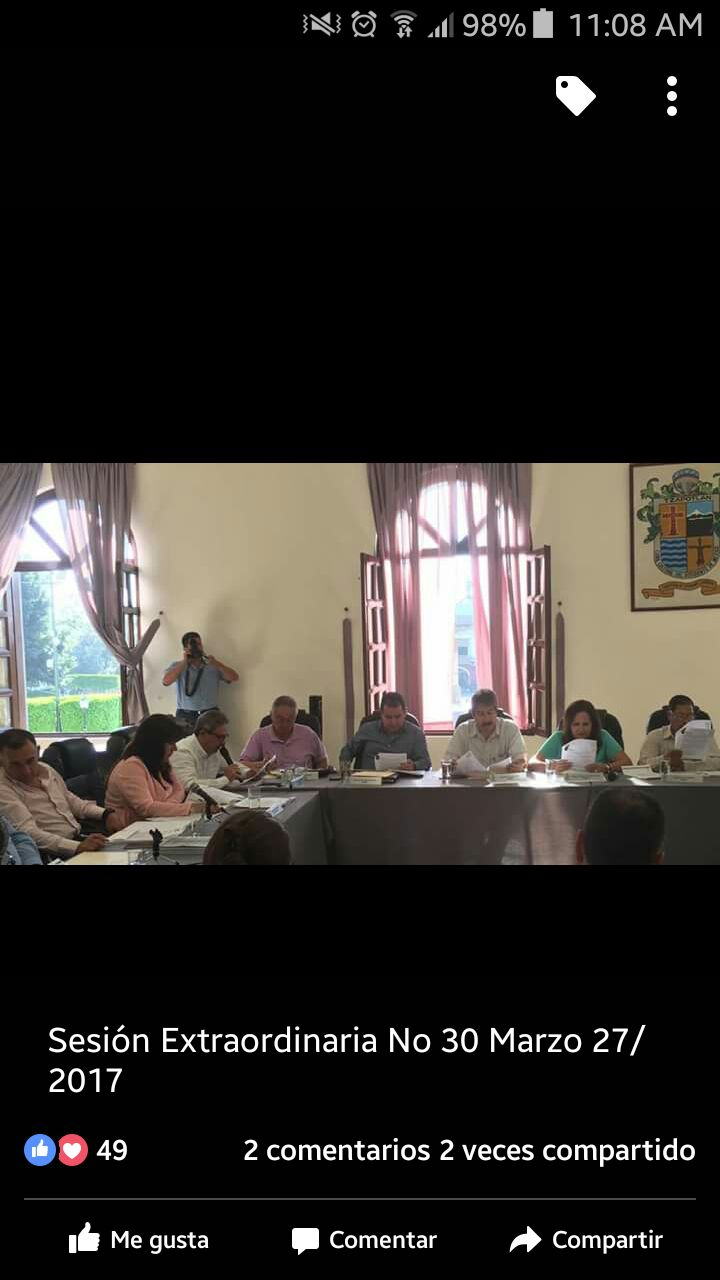 98% 11:08 AM
TZAPOTLAN
Sesión Extraordinaria No 30 Marzo 27/
2017
49 2 comentarios 2 veces compartido
Me gusta Comentar Compartir